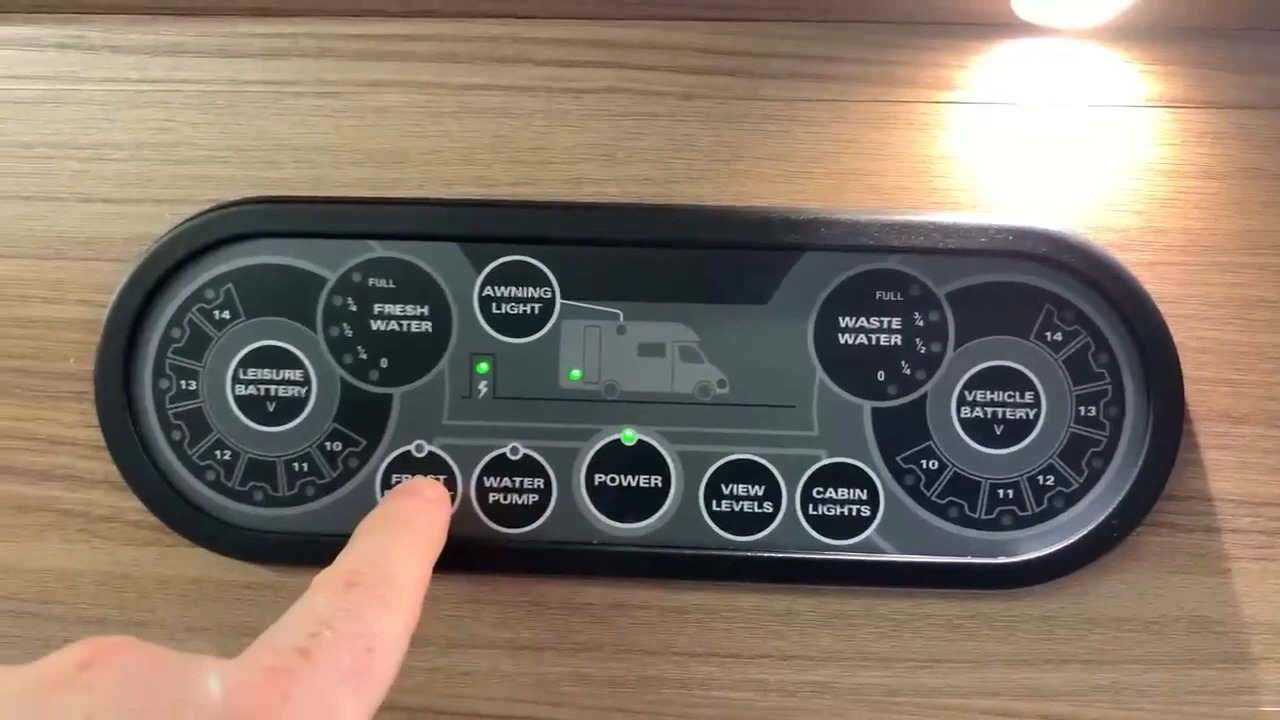 14
13
12
11
10
LEISURE
BATTERY
V
FULL
3/4
1/2
1/4
0
FRESH
WATER
AWNING
LIGHT
FULL
3/4
1/2
1/4
0
WASTE
WATER
14
13
12
11
10
VEHICLE
BATTERY
V
FROST
WATER
PUMP
POWER
VIEW
LEVELS
CABIN
LIGHTS